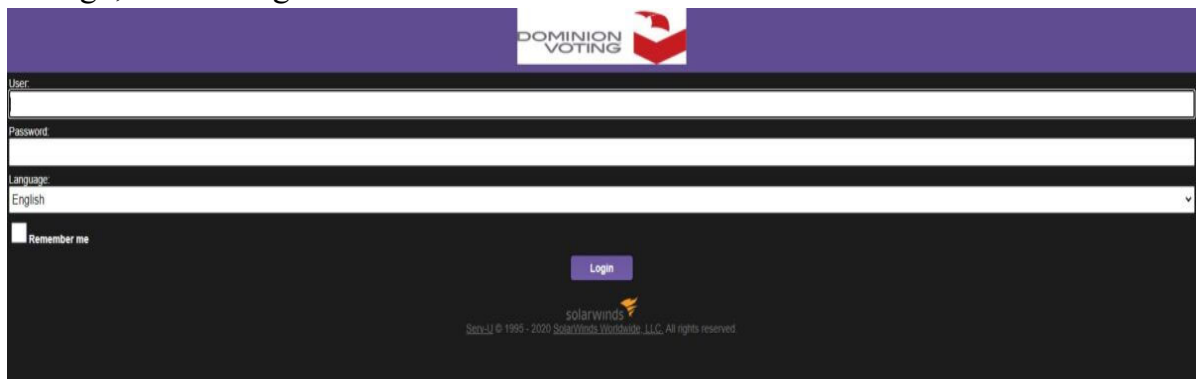 DOMINION
VOTING
User:
Password:
Language:
English
Remember me
Login
solarwinds
Serv-U © 1995 - 2020 SolarWinds Worldwide, LLC. All rights reserved.